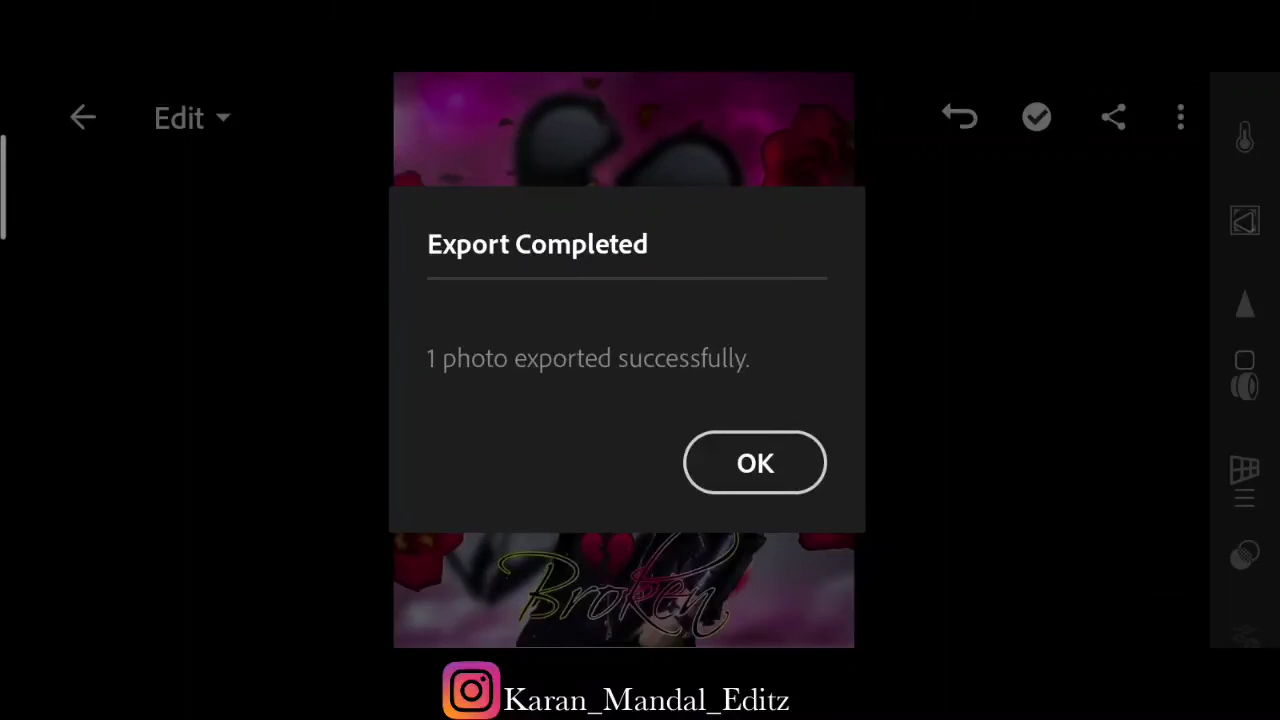 Edit
Export Completed
1 photo exported successfully.
OK
Broken
Karan_Mandal_Editz